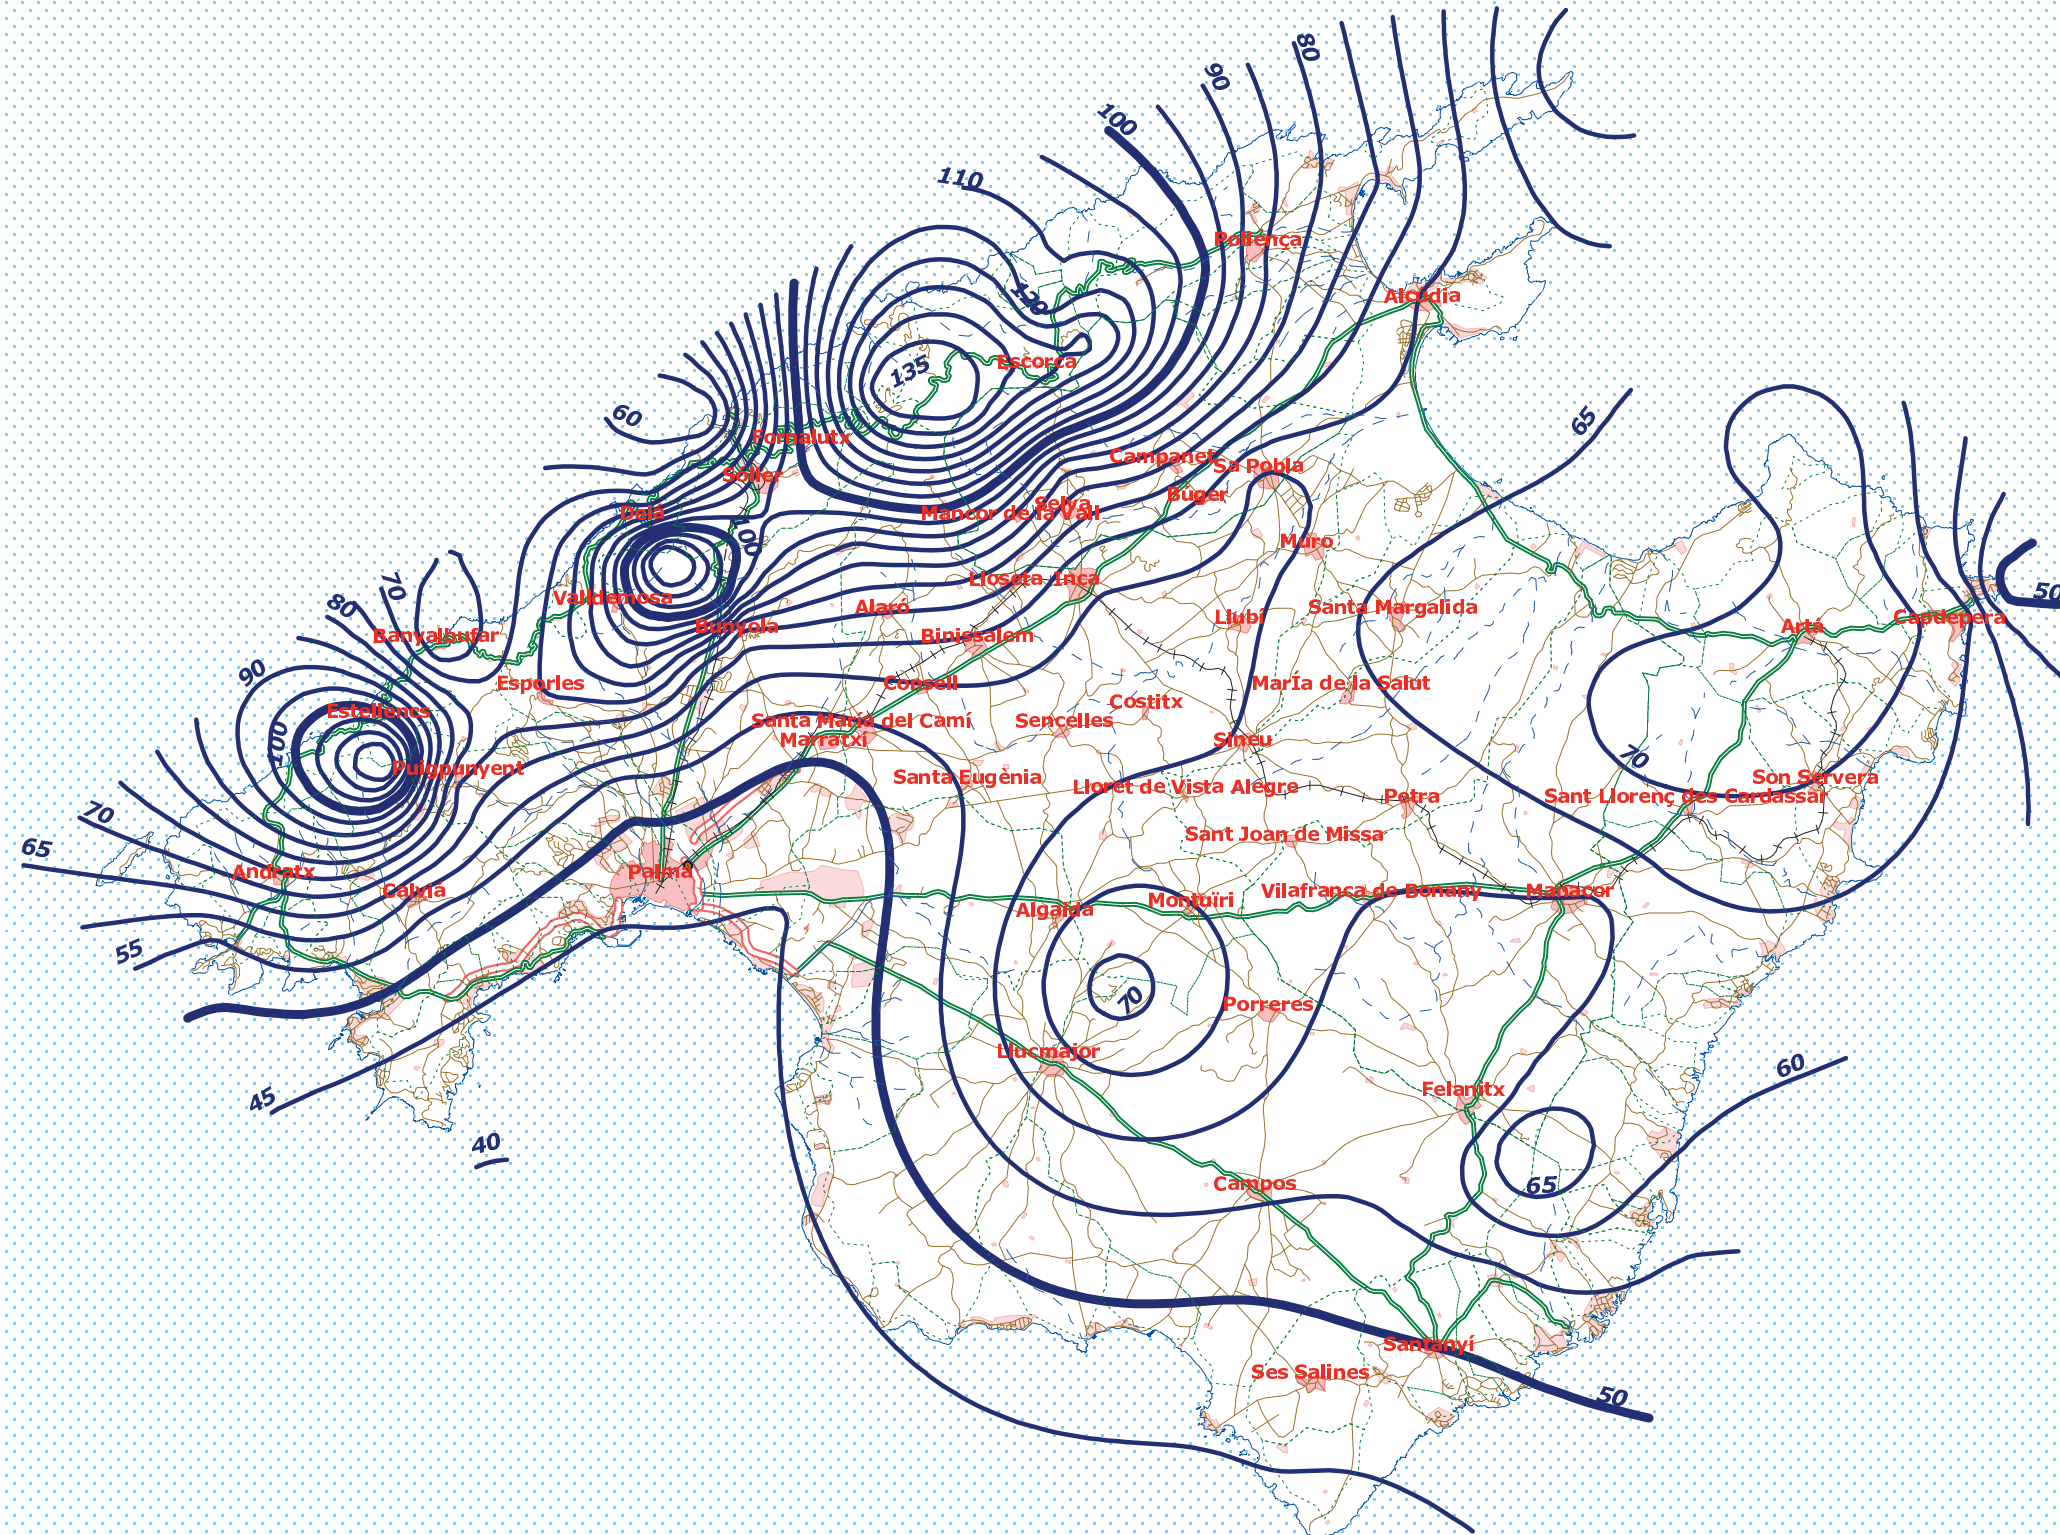 80
90
100
110
Pollença
Alcúdia
120
Escorca
135
60
65
Fornalutx
Campanet
Sa Pobla
Sóller
Búger
Selva
Deiá
Mancor de la Vall
100
Muro
70
Lloseta
Inca
50
80
Valldemosa
Alaró
Santa Margalida
Llubí
Capdepera
Banyalbufar
Bunyola
Binissalem
Artá
90
Esporles
Consell
María de la Salut
Costitx
Estellencs
Santa María del Camí
Sencelles
100
Marratxí
Sineu
70
Puigpunyent
Santa Eugènia
Lloret de Vista Alegre
Son Servera
Petra
Sant Llorenç des Cardassar
70
65
Sant Joan de Missa
Andratx
Palma
Calvia
Vilafranca de Bonany
Manacor
Montuïri
Algaida
55
70
Porreres
Llucmajor
60
Felanitx
45
40
Campos
65
Santanyí
Ses Salines
50